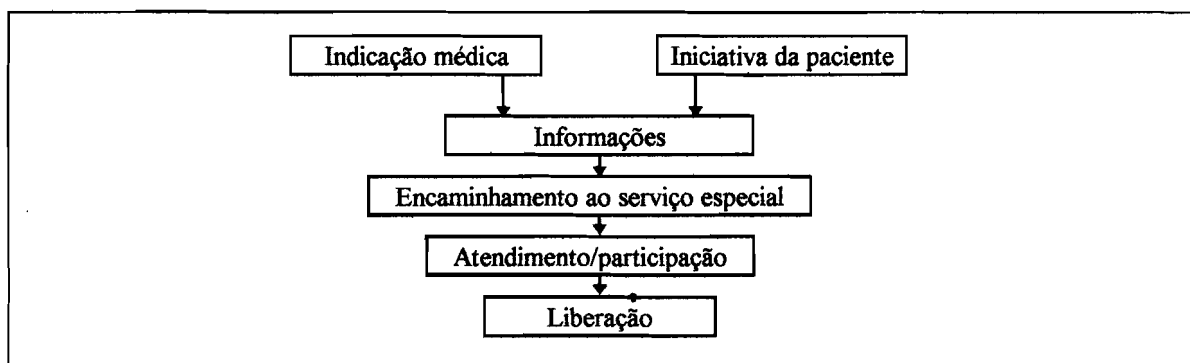 Indicação médica
Iniciativa da paciente
Informações
Encaminhamento ao serviço especial
Atendimento/participação
Liberação